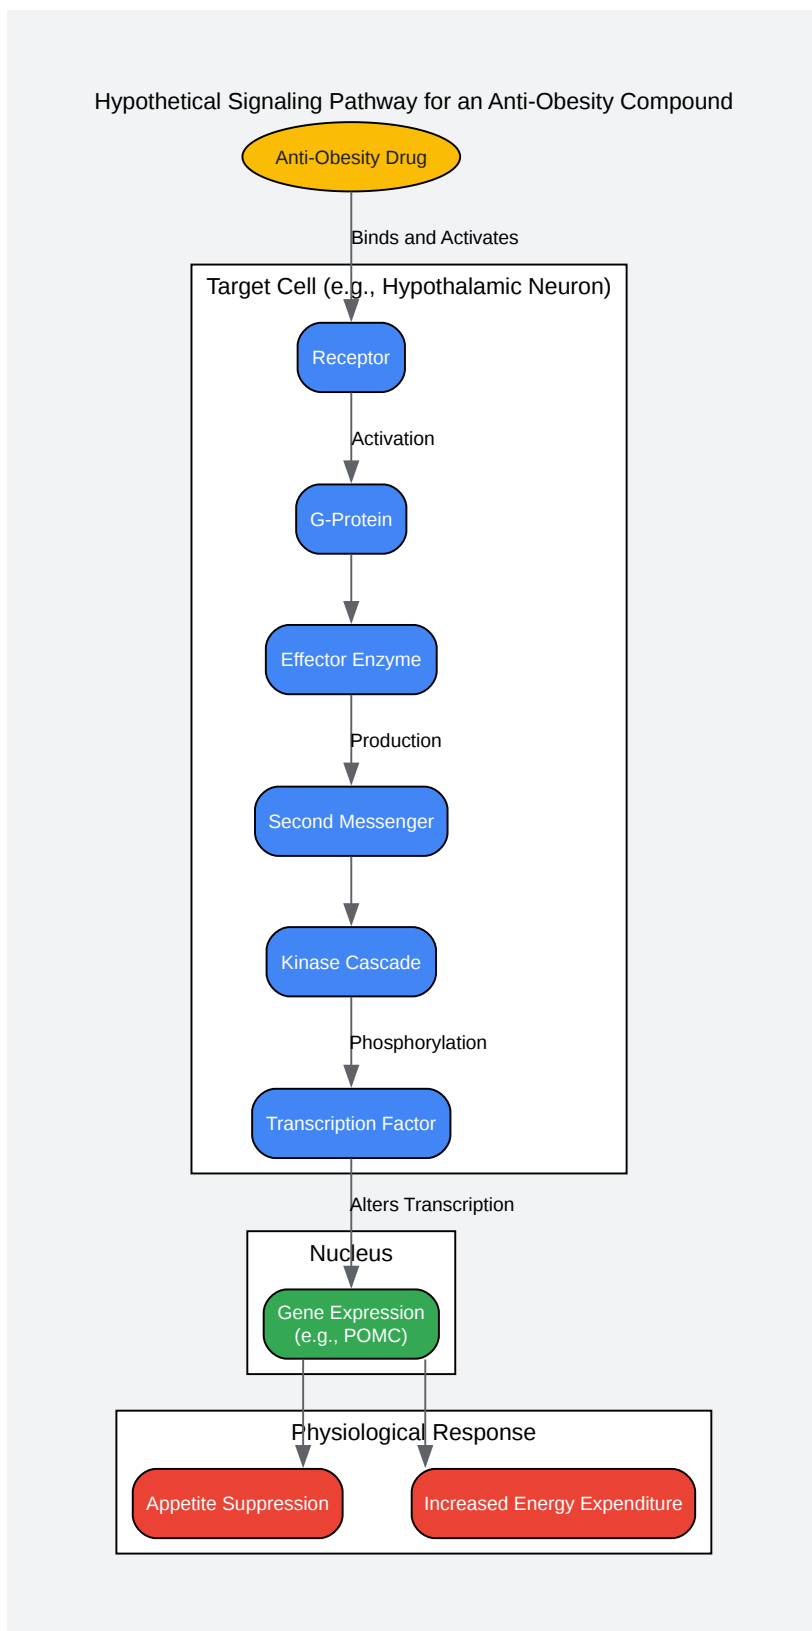 Hypothetical Signaling Pathway for an Anti-Obesity Compound
Anti-Obesity Drug
Binds and Activates
Target Cell (e.g., Hypothalamic Neuron)
Receptor
Activation
G-Protein
Effector Enzyme
Production
Second Messenger
Kinase Cascade
Phosphorylation
Transcription Factor
Alters Transcription
Nucleus
Gene Expression
(e.g., POMC)
Physiological Response
Appetite Suppression
Increased Energy Expenditure